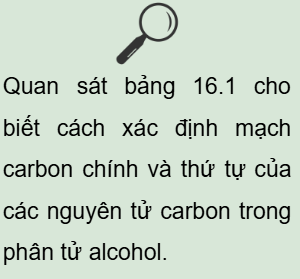 Quan sát bảng 16.1 cho
biết cách xác định mạch
carbon chính và thứ tự của
các nguyên tử carbon trong
phân tử alcohol.